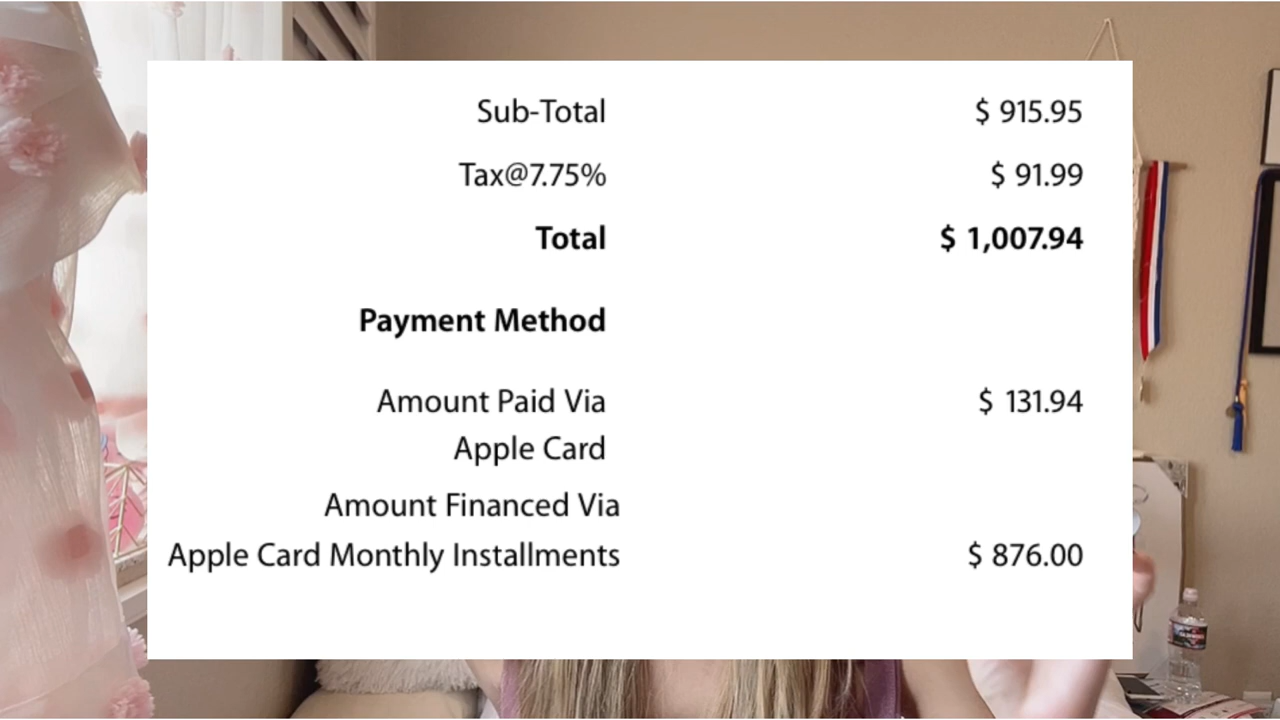 Sub-Total $ 915.95
Tax@7.75% $ 91.99
Total $ 1,007.94
Payment Method
Amount Paid Via $ 131.94
Apple Card
Amount Financed Via
Apple Card Monthly Installments $ 876.00